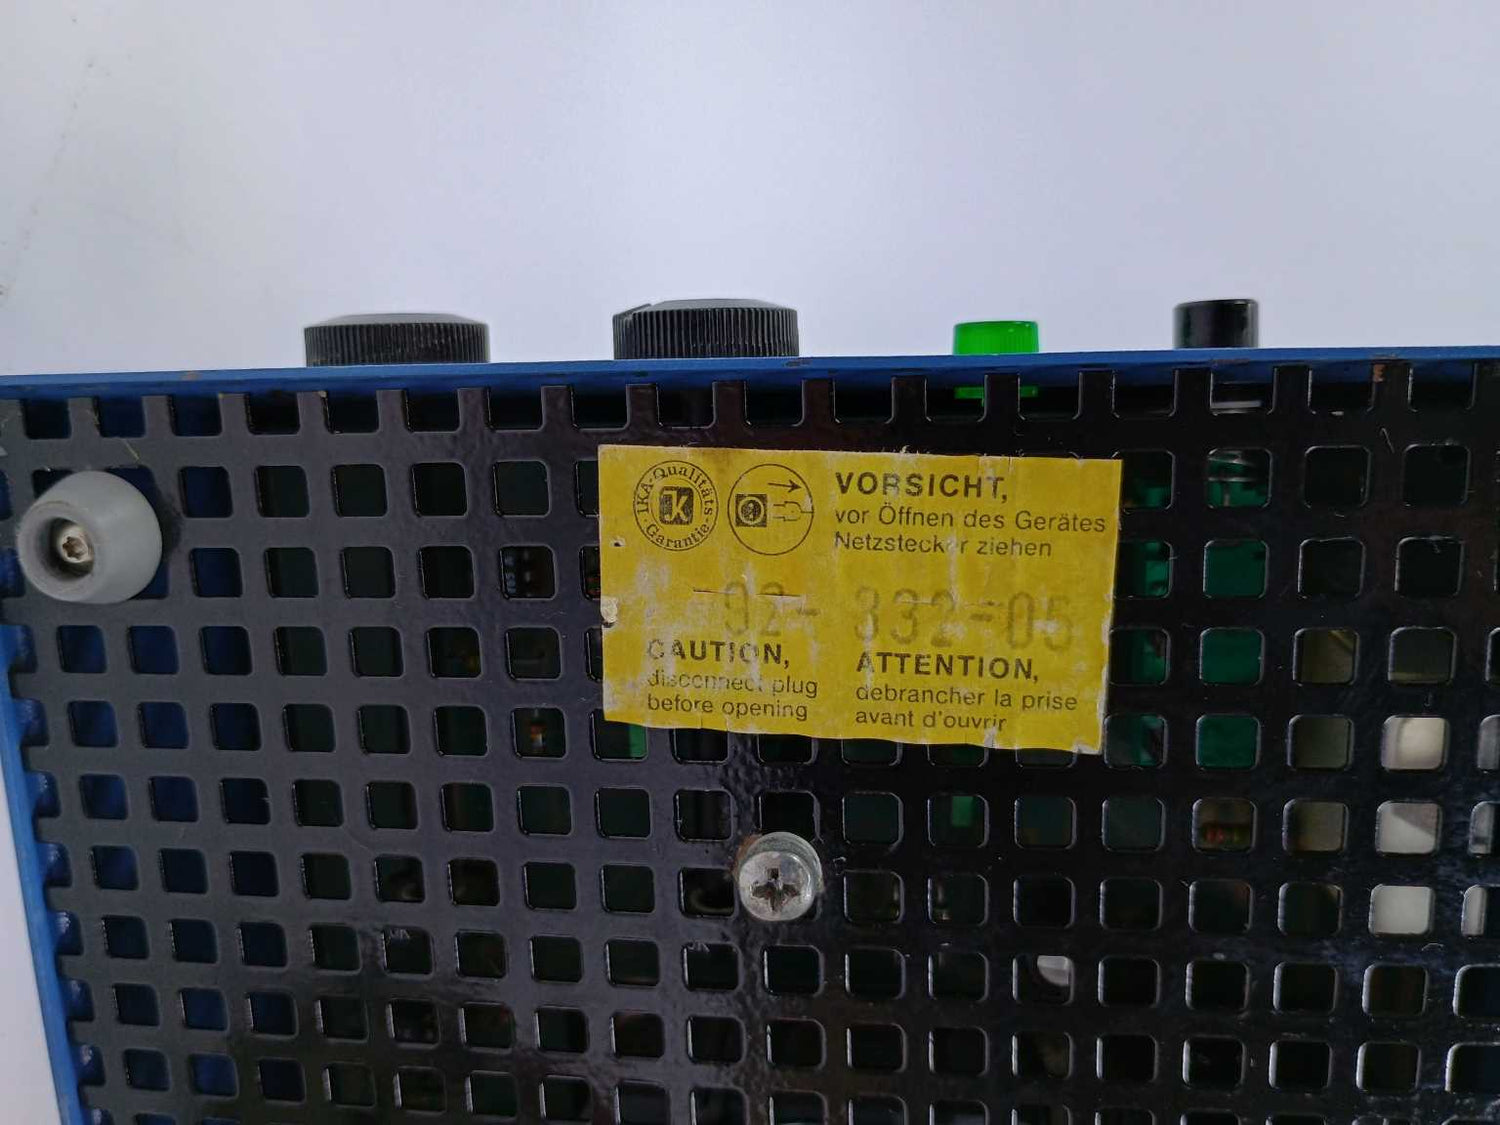 IKA-Qualitäts
K
Garantie
VORSICHT,
vor Öffnen des Gerätes
Netzstecker ziehen
92- 332-05
CAUTION,
disconnect plug
before opening
ATTENTION,
debrancher la prise
avant d'ouvrir